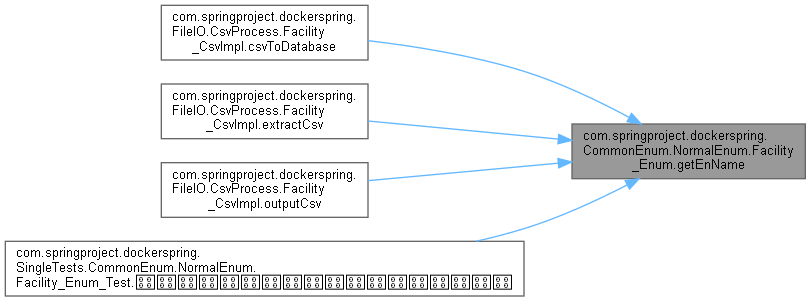 com.springproject.dockerspring.
FileIO.CsvProcess.Facility
_CsvImpl.csvToDatabase
com.springproject.dockerspring.
FileIO.CsvProcess.Facility
_CsvImpl.extractCsv
com.springproject.dockerspring.
CommonEnum.NormalEnum.Facility
_Enum.getEnName
com.springproject.dockerspring.
FileIO.CsvProcess.Facility
_CsvImpl.outputCsv
com.springproject.dockerspring.
SingleTests.CommonEnum.NormalEnum.
Facility_Enum_Test.